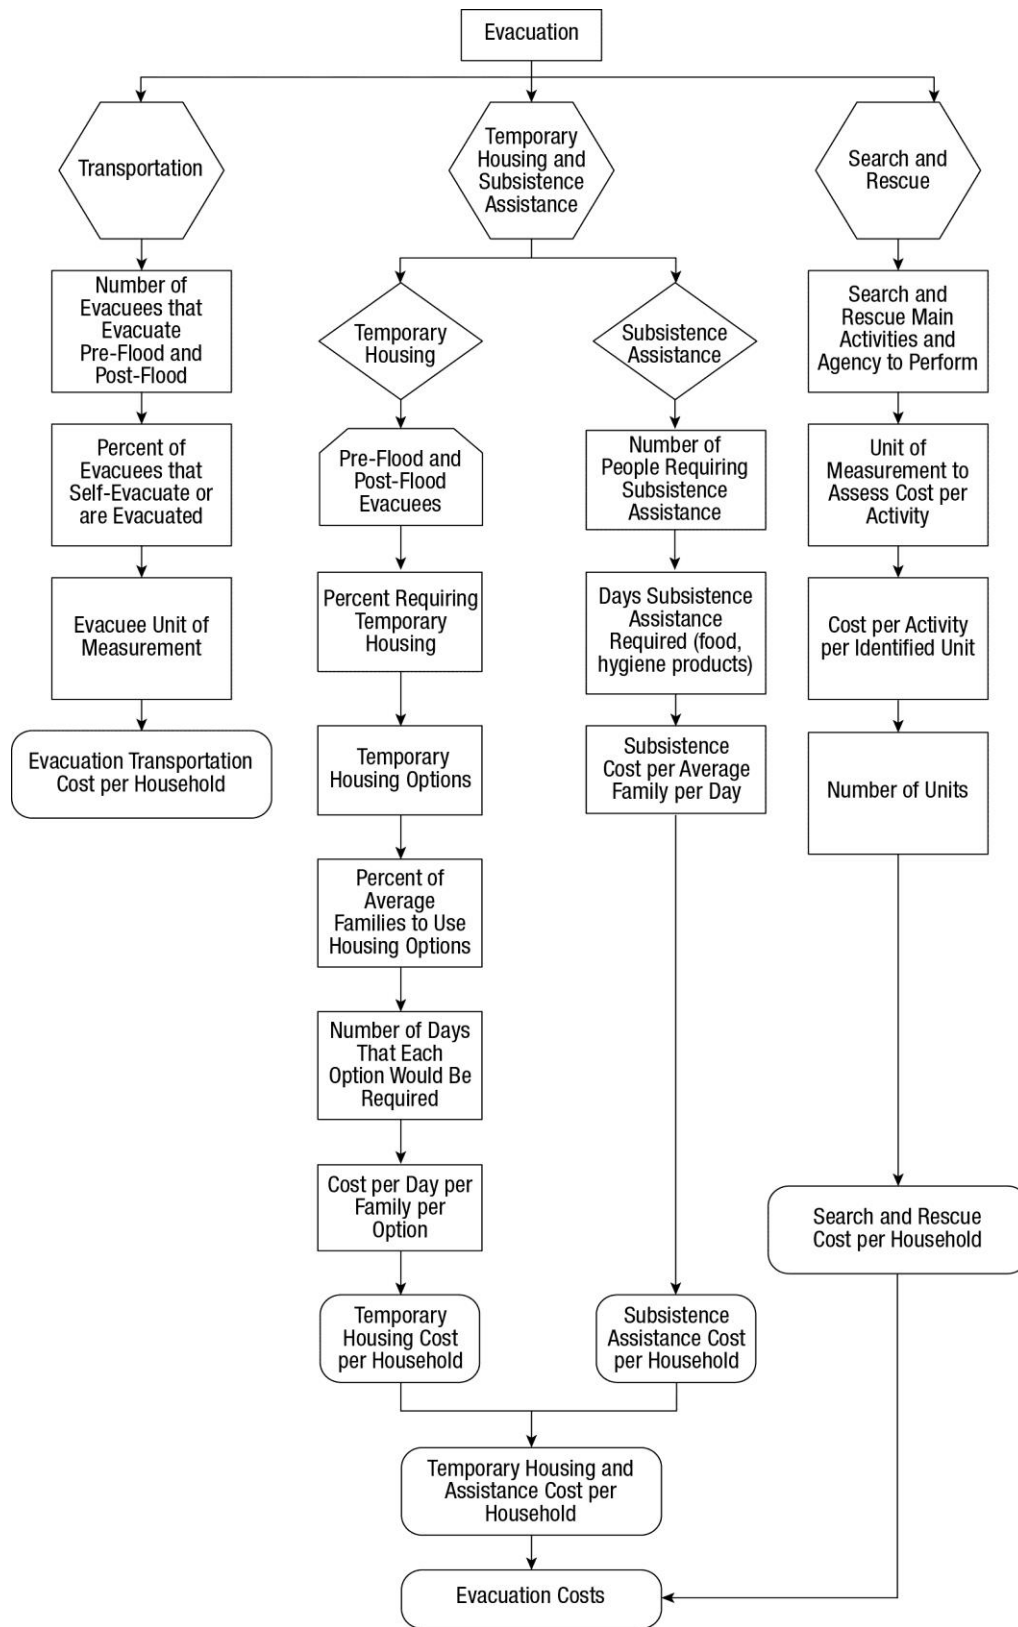 Evacuation
Transportation
Temporary
Housing and
Subsistence
Assistance
Search and
Rescue
Number of
Evacuees that
Evacuate
Pre-Flood and
Post-Flood
Percent of
Evacuees that
Self-Evacuate or
are Evacuated
Evacuee Unit of
Measurement
Evacuation Transportation
Cost per Household
Temporary
Housing
Pre-Flood and
Post-Flood
Evacuees
Percent Requiring
Temporary
Housing
Temporary
Housing Options
Percent of
Average
Families to Use
Housing Options
Number of Days
That Each
Option Would Be
Required
Cost per Day per
Family per
Option
Temporary
Housing Cost
per Household
Subsistence
Assistance
Number of
People Requiring
Subsistence
Assistance
Days Subsistence
Assistance
Required (food,
hygiene products)
Subsistence
Cost per Average
Family per Day
Subsistence
Assistance Cost
per Household
Search and
Rescue Main
Activities and
Agency to Perform
Unit of
Measurement to
Assess Cost per
Activity
Cost per Activity
per Identified Unit
Number of Units
Search and Rescue
Cost per Household
Temporary Housing and
Assistance Cost per
Household
Evacuation Costs